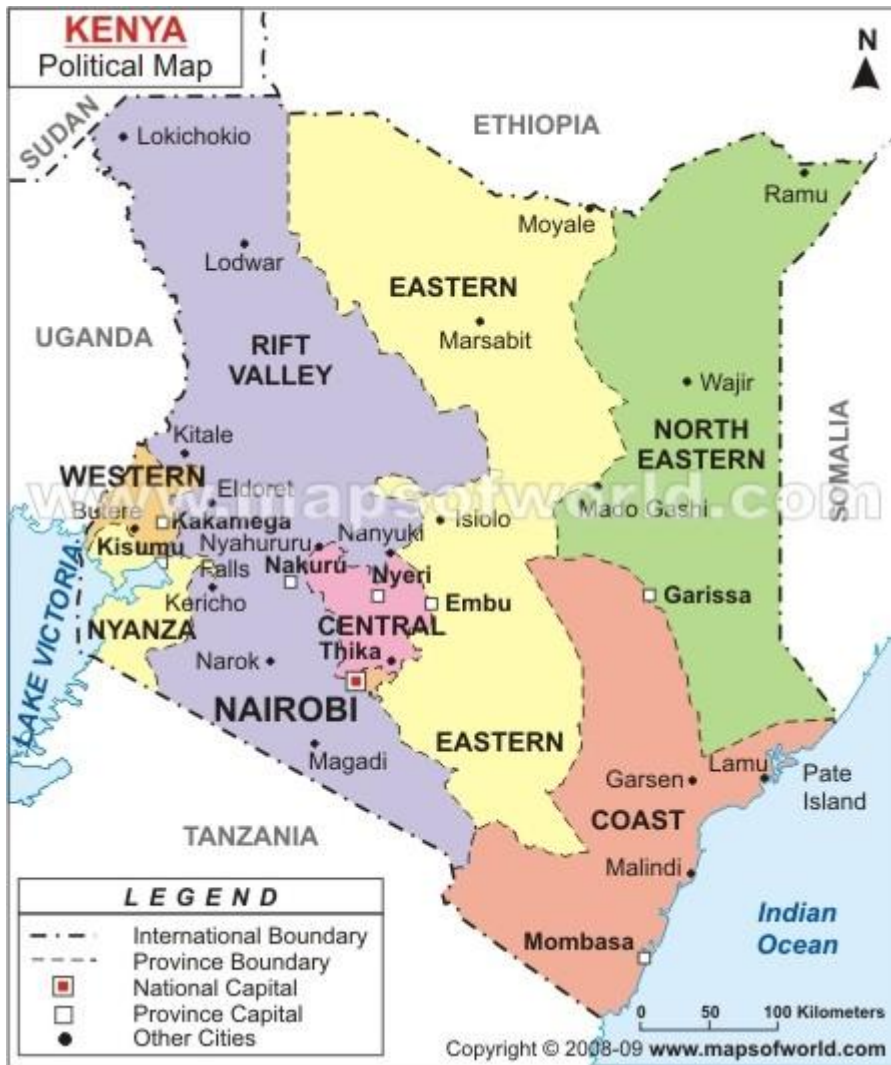 KENYA
Political Map
N
SUDAN
ETHIOPIA
Lokichokio
Ramu
Moyale
Lodwar
EASTERN
Marsabit
UGANDA
RIFT
VALLEY
Wajir
SOMALIA
NORTH
EASTERN
Kitale
WESTERN
www.mapsofworld.com
Eldoret
Mado Gashi
Butere
Kakamega
Isiolo
Kisumu
Nyahururu
Falls
Nanyuki
Nakuru
Nyeri
Kericho
Embu
Garissa
NYANZA
CENTRAL
Thika
LAKE VICTORIA
Narok
NAIROBI
EASTERN
Magadi
Garsen
Lamu
Pate
Island
COAST
TANZANIA
Malindi
Mombasa
Indian
Ocean
LEGEND
International Boundary
Province Boundary
National Capital
Province Capital
Other Cities
0 50 100 Kilometers
Copyright © 2008-09 www.mapsofworld.com